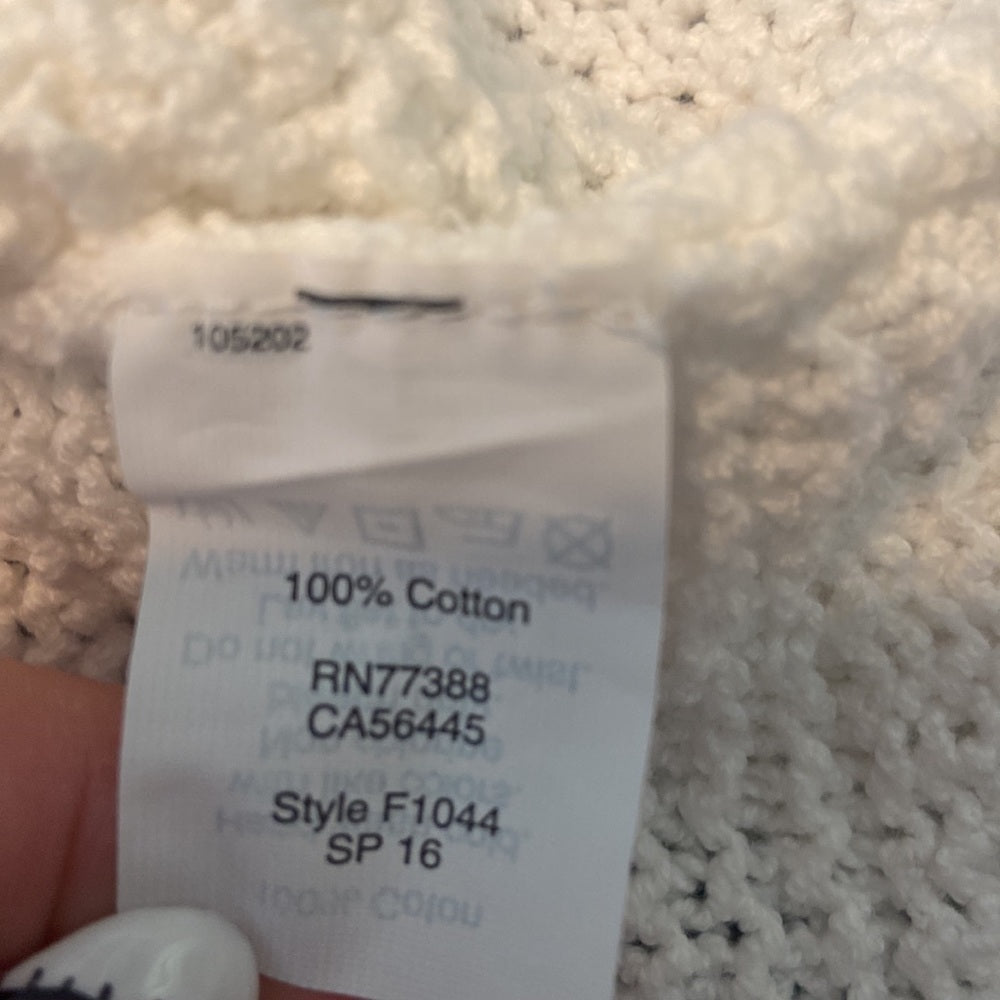 105202
100% Cotton
RN77388
CA56445
Style F1044
SP 16